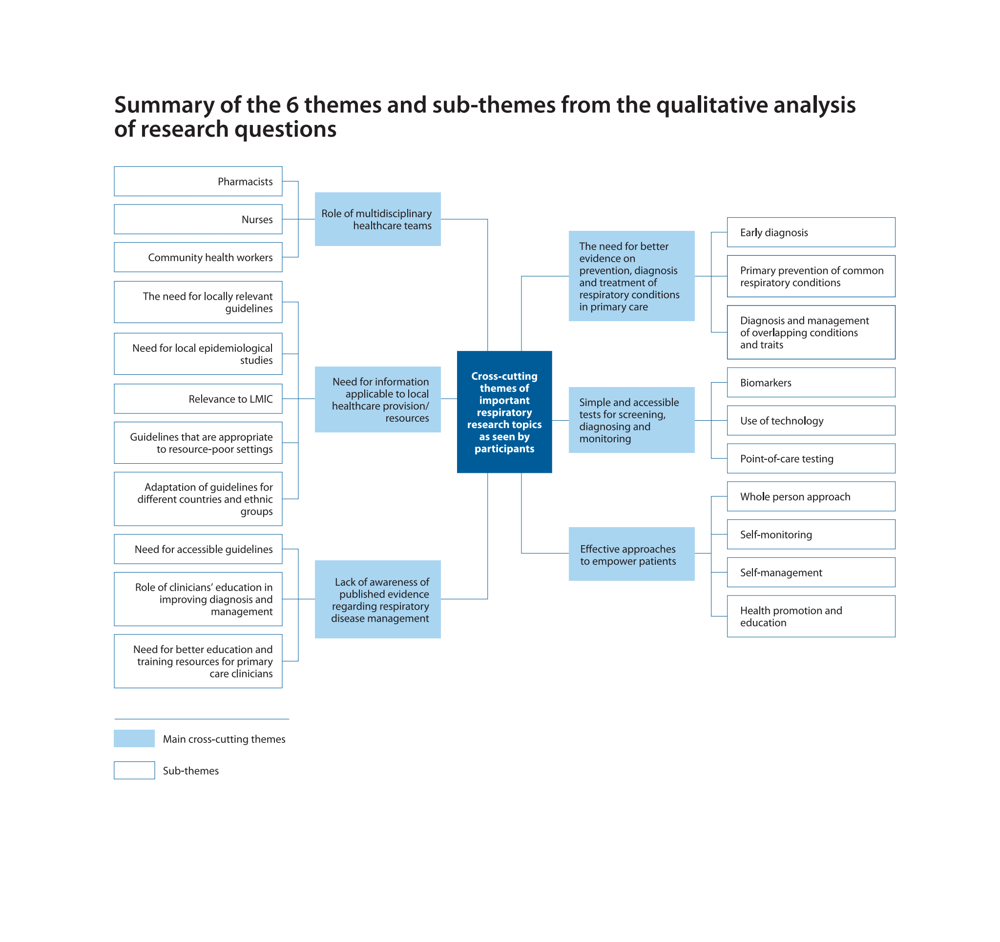 Summary of the 6 themes and sub-themes from the qualitative analysis
of research questions
Pharmacists
Nurses
Community health workers
Role of multidisciplinary
healthcare teams
The need for locally relevant
guidelines
Need for local epidemiological
studies
Relevance to LMIC
Guidelines that are appropriate
to resource-poor settings
Adaptation of guidelines for
different countries and ethnic
groups
Need for information
applicable to local
healthcare provision/
resources
Need for accessible guidelines
Role of clinicians’ education in
improving diagnosis and
management
Need for better education and
training resources for primary
care clinicians
Lack of awareness of
published evidence
regarding respiratory
disease management
Cross-cutting
themes of
important
respiratory
research topics
as seen by
participants
The need for better
evidence on
prevention, diagnosis
and treatment of
respiratory conditions
in primary care
Early diagnosis
Primary prevention of common
respiratory conditions
Diagnosis and management
of overlapping conditions
and traits
Simple and accessible
tests for screening,
diagnosing and
monitoring
Biomarkers
Use of technology
Point-of-care testing
Effective approaches
to empower patients
Whole person approach
Self-monitoring
Self-management
Health promotion and
education
Main cross-cutting themes
Sub-themes